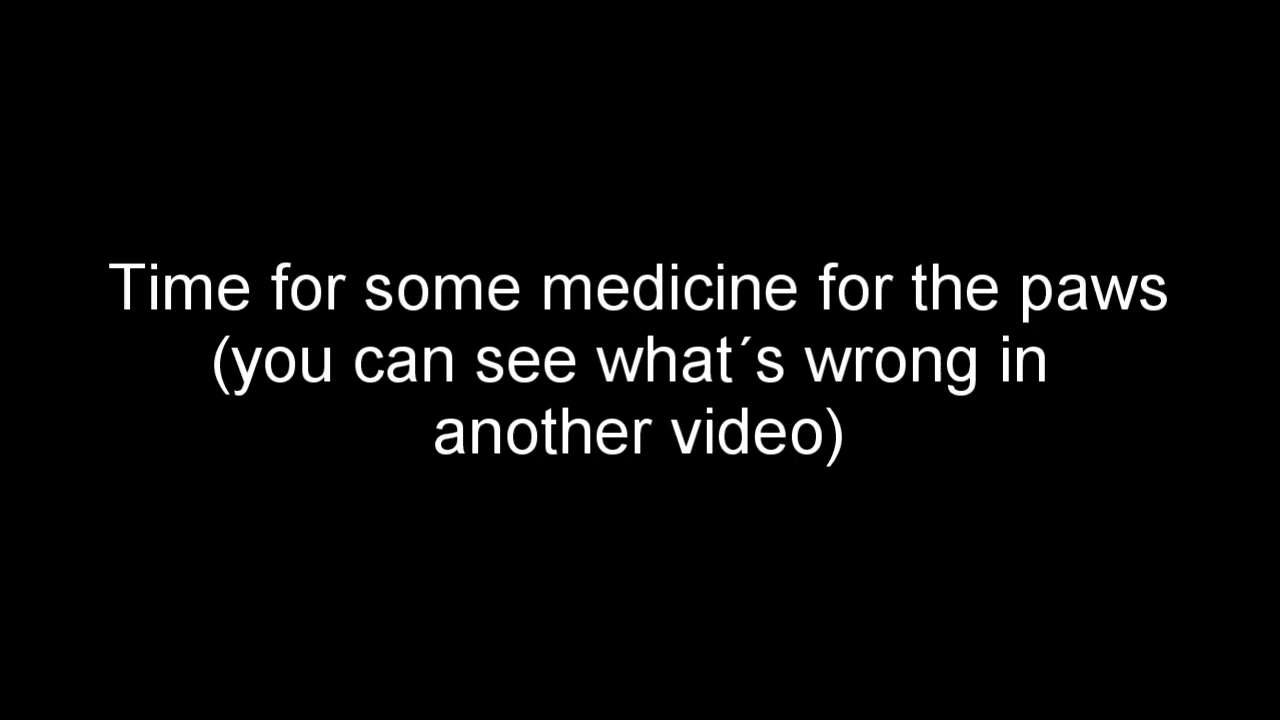 Time for some medicine for the paws
(you can see what´s wrong in
another video)